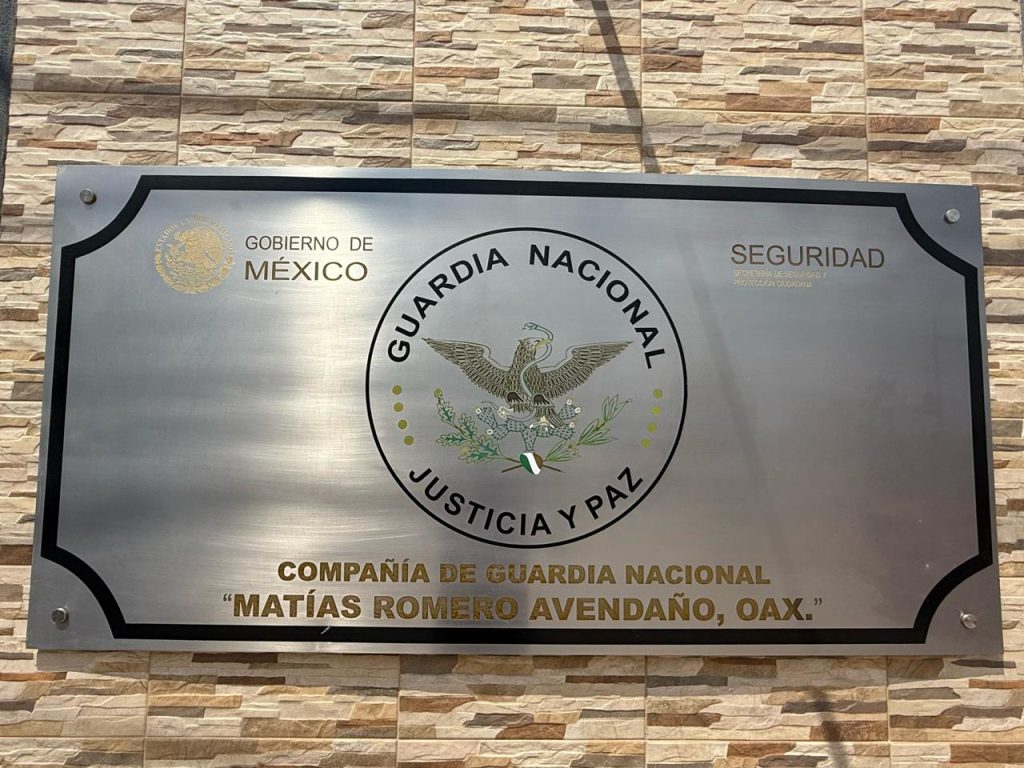 GOBIERNO DE
MÉXICO
GUARDIA NACIONAL
JUSTICIA Y PAZ
SEGURIDAD
SECRETARÍA DE SEGURIDAD Y
PROTECCIÓN CIUDADANA
COMPAÑÍA DE GUARDIA NACIONAL
"MATÍAS ROMERO AVENDAÑO, OAX."